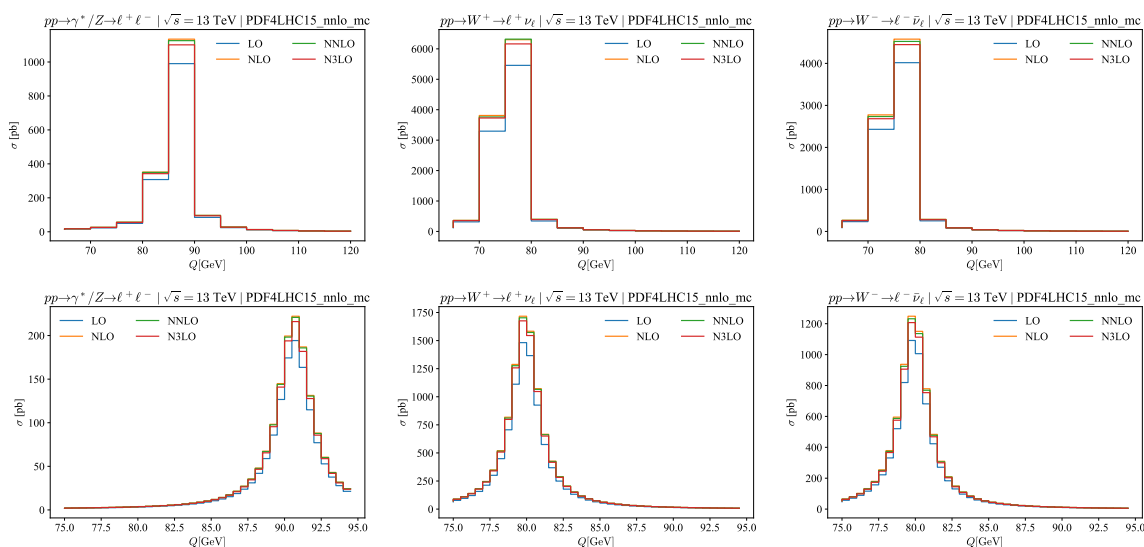 pp→γ*/Z→ℓ⁺ℓ⁻ | √s = 13 TeV | PDF4LHC15_nnlo_mc
LO NNLO
NLO N3LO
1000
800
600
400
200
0
σ [pb]
70 80 90 100 110 120
Q[GeV]
pp→W⁺→ℓ⁺νℓ | √s = 13 TeV | PDF4LHC15_nnlo_mc
LO NNLO
NLO N3LO
6000
5000
4000
3000
2000
1000
0
σ [pb]
70 80 90 100 110 120
Q[GeV]
pp→W⁻→ℓ⁻ν̄ℓ | √s = 13 TeV | PDF4LHC15_nnlo_mc
LO NNLO
NLO N3LO
4000
3000
2000
1000
0
σ [pb]
70 80 90 100 110 120
Q[GeV]
pp→γ*/Z→ℓ⁺ℓ⁻ | √s = 13 TeV | PDF4LHC15_nnlo_mc
LO NNLO
NLO N3LO
200
150
100
50
0
σ [pb]
75.0 77.5 80.0 82.5 85.0 87.5 90.0 92.5 95.0
Q[GeV]
pp→W⁺→ℓ⁺νℓ | √s = 13 TeV | PDF4LHC15_nnlo_mc
LO NNLO
NLO N3LO
1750
1500
1250
1000
750
500
250
0
σ [pb]
75.0 77.5 80.0 82.5 85.0 87.5 90.0 92.5 95.0
Q[GeV]
pp→W⁻→ℓ⁻ν̄ℓ | √s = 13 TeV | PDF4LHC15_nnlo_mc
LO NNLO
NLO N3LO
1200
1000
800
600
400
200
0
σ [pb]
75.0 77.5 80.0 82.5 85.0 87.5 90.0 92.5 95.0
Q[GeV]